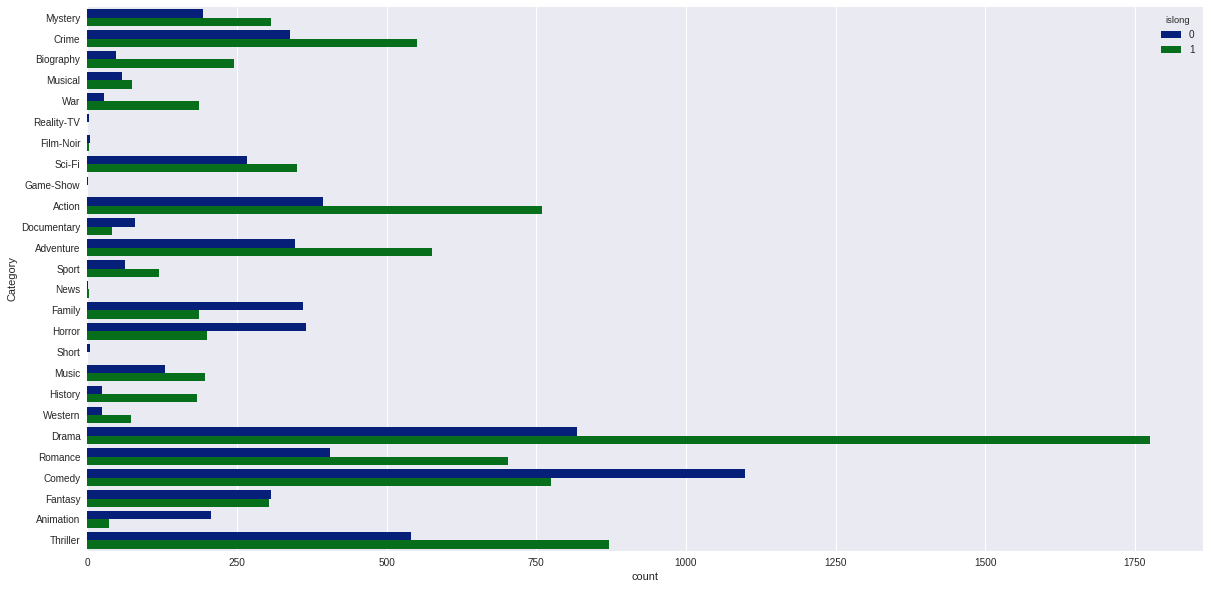 islong
0
1
Mystery
Crime
Biography
Musical
War
Reality-TV
Film-Noir
Sci-Fi
Game-Show
Action
Documentary
Adventure
Sport
News
Family
Horror
Short
Music
History
Western
Drama
Romance
Comedy
Fantasy
Animation
Thriller
Category
0 250 500 750 1000 1250 1500 1750
count